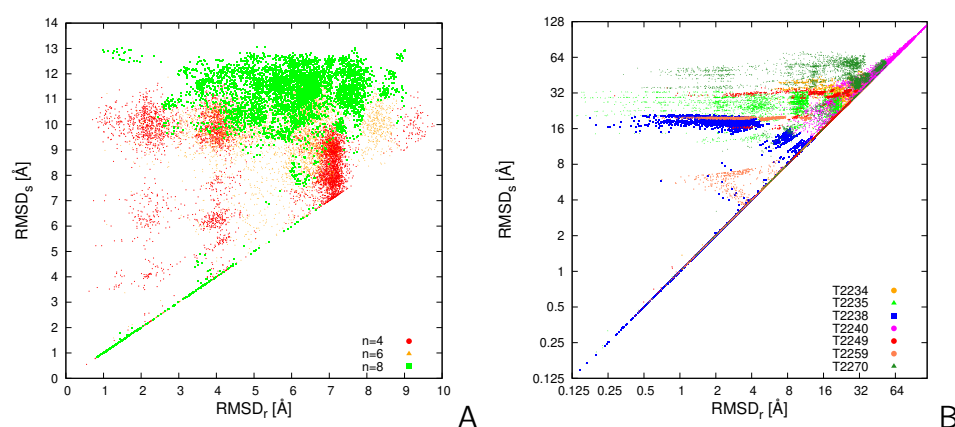 14
13
12
11
10
9
8
7
6
5
4
3
2
1
0
RMSDs [Å]
0 1 2 3 4 5 6 7 8 9 10
RMSDr [Å]
n=4
n=6
n=8
A
128
64
32
16
8
4
2
1
0.5
0.25
0.125
RMSDs [Å]
0.125 0.25 0.5 1 2 4 8 16 32 64
RMSDr [Å]
T2234
T2235
T2238
T2240
T2249
T2259
T2270
B